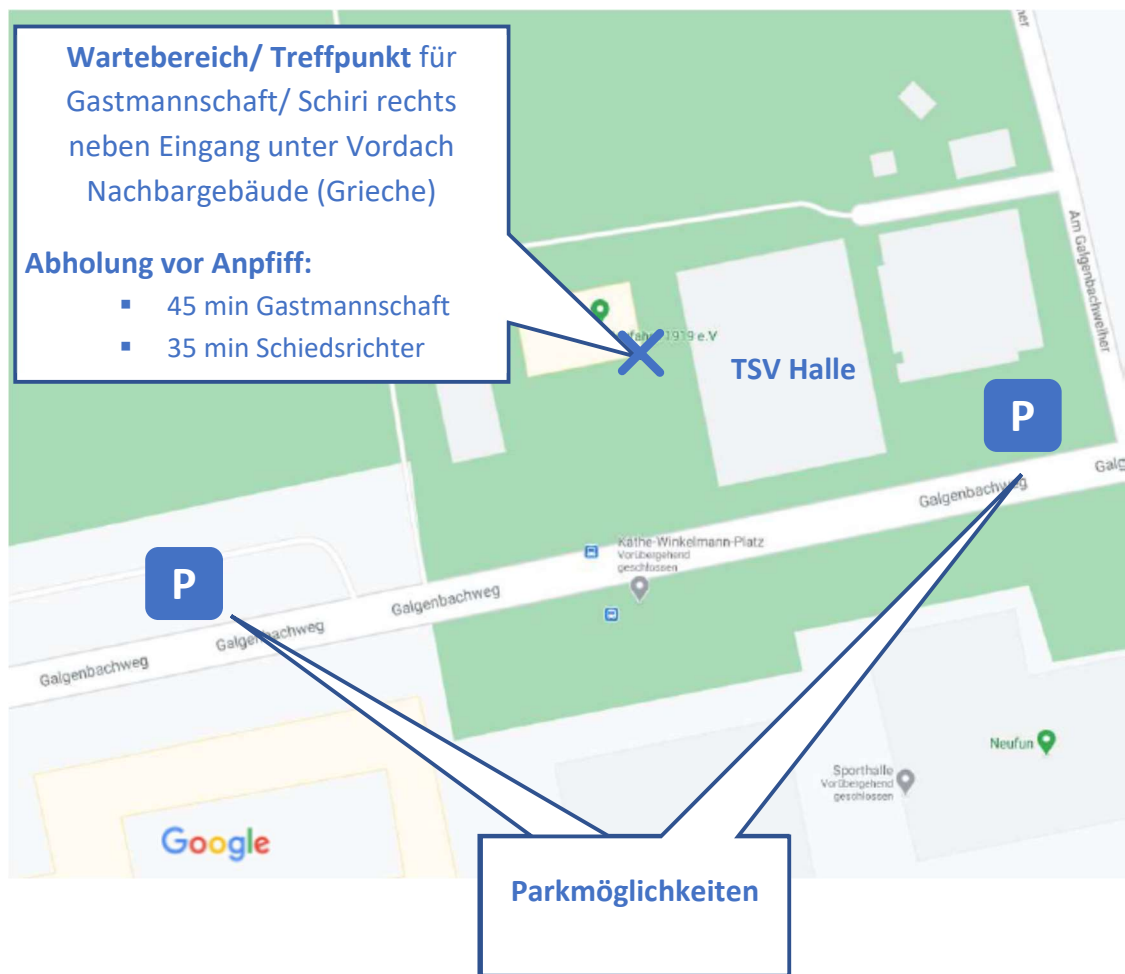 Wartebereich/ Treffpunkt für
Gastmannschaft/ Schiri rechts
neben Eingang unter Vordach
Nachbargebäude (Grieche)
Abholung vor Anpfiff:
▪ 45 min Gastmannschaft
▪ 35 min Schiedsrichter
1919 e.V
TSV Halle
Am Galgenbachweiher
P
Galgenbachweg
Käthe-Winkelmann-Platz
Vorübergehend
geschlossen
P
Galgenbachweg
Galgenbachweg
Galgenbachweg
Neufun
Sporthalle
Vorübergehend
geschlossen
Google
Parkmöglichkeiten